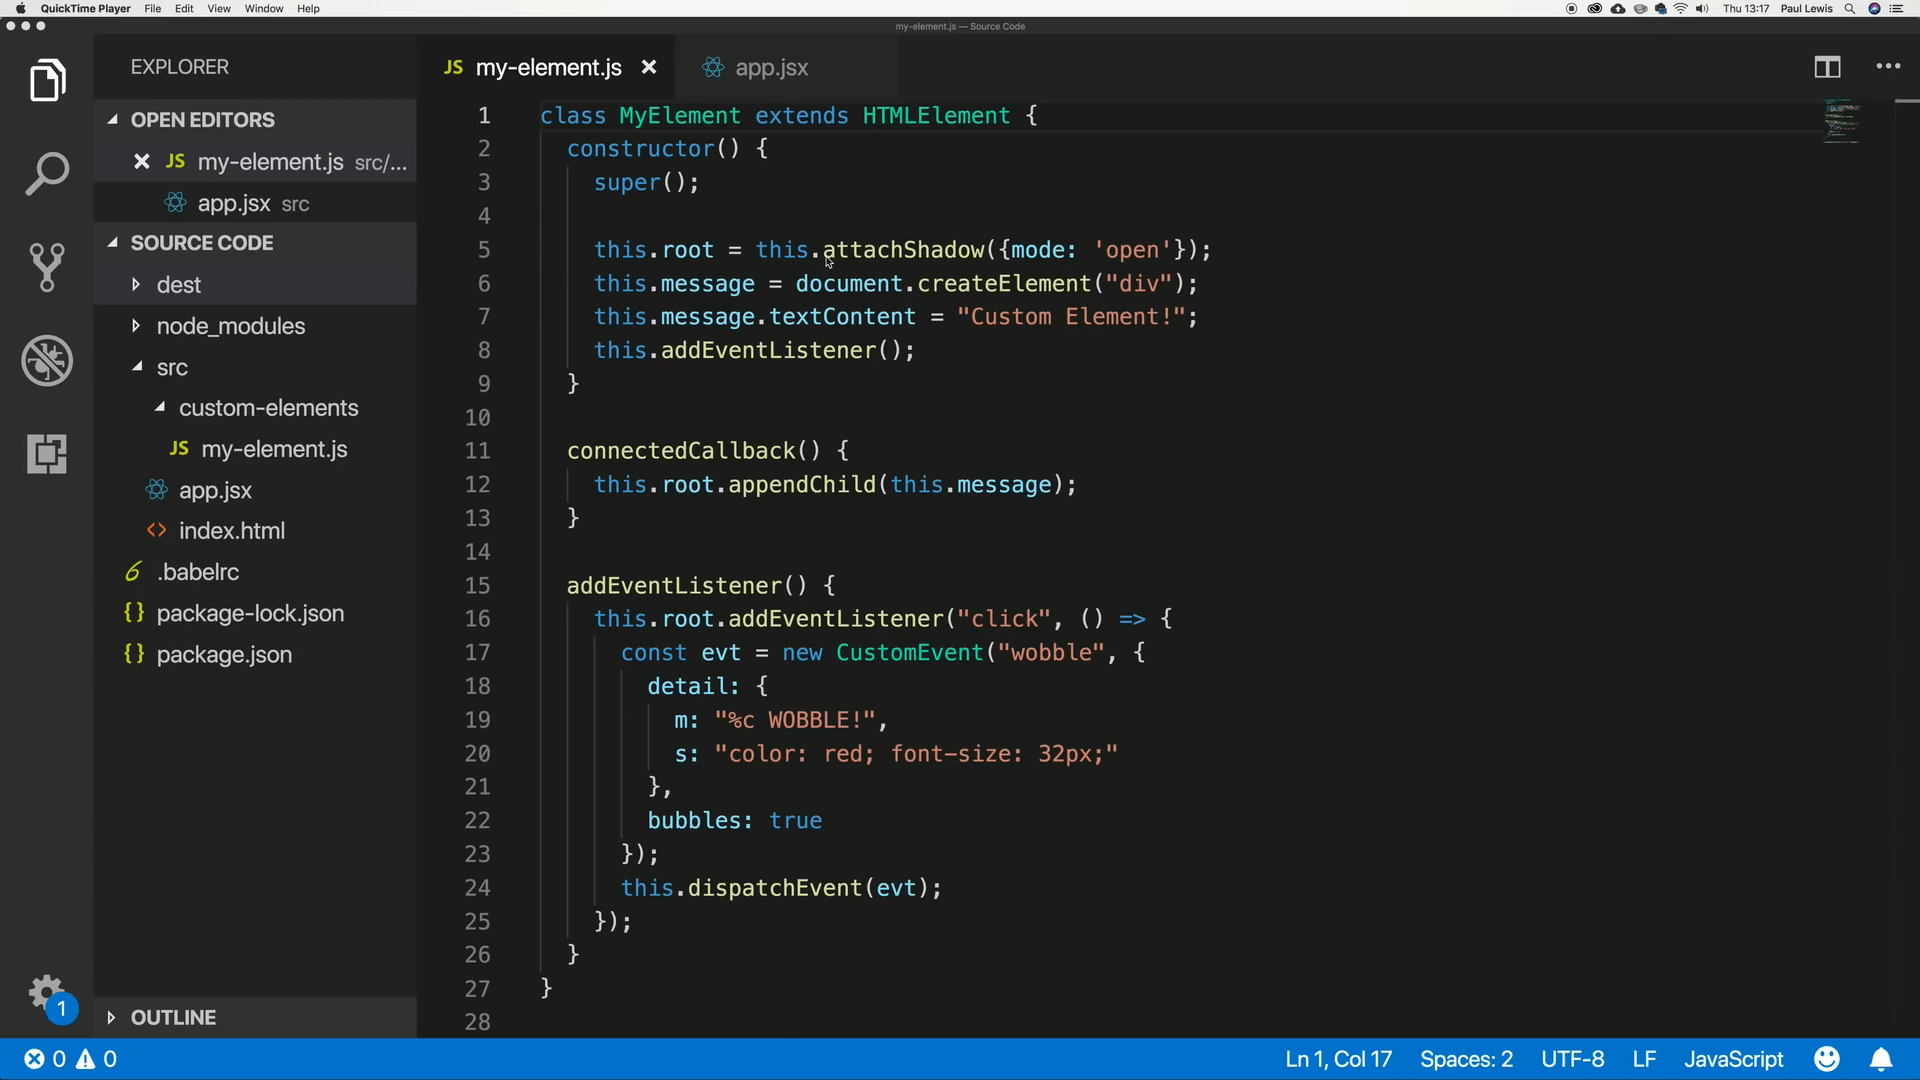 QuickTime Player File Edit View Window Help
Thu 13:17 Paul Lewis
my-element.js — Source Code
EXPLORER
JS my-element.js
app.jsx
OPEN EDITORS
JS my-element.js src/...
app.jsx src
SOURCE CODE
dest
node_modules
src
custom-elements
JS my-element.js
app.jsx
<> index.html
.babelrc
{} package-lock.json
{} package.json
OUTLINE
1
1 class MyElement extends HTMLElement {
2 constructor() {
3 super();
4
5 this.root = this.attachShadow({mode: 'open'});
6 this.message = document.createElement("div");
7 this.message.textContent = "Custom Element!";
8 this.addEventListener();
9 }
10
11 connectedCallback() {
12 this.root.appendChild(this.message);
13 }
14
15 addEventListener() {
16 this.root.addEventListener("click", () => {
17 const evt = new CustomEvent("wobble", {
18 detail: {
19 m: "%c WOBBLE!",
20 s: "color: red; font-size: 32px;"
21 },
22 bubbles: true
23 });
24 this.dispatchEvent(evt);
25 });
26 }
27 }
28
0 0
Ln 1, Col 17 Spaces: 2 UTF-8 LF JavaScript